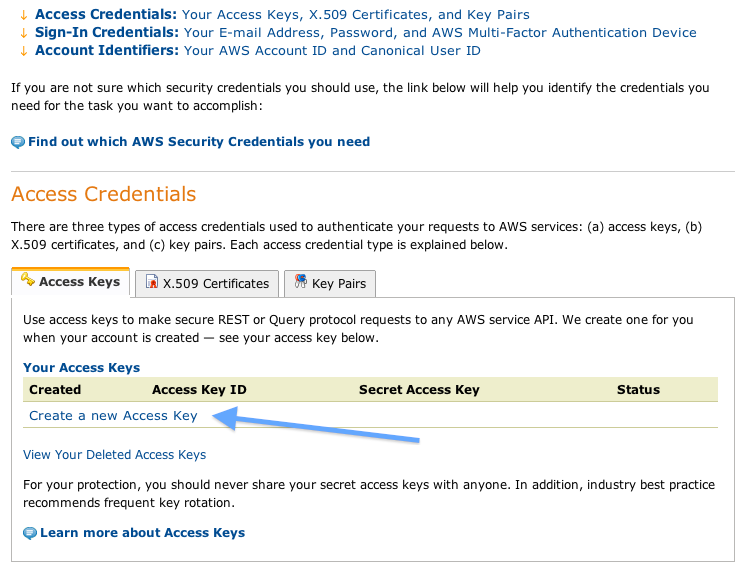 ↓ Access Credentials: Your Access Keys, X.509 Certificates, and Key Pairs
↓ Sign-In Credentials: Your E-mail Address, Password, and AWS Multi-Factor Authentication Device
↓ Account Identifiers: Your AWS Account ID and Canonical User ID
If you are not sure which security credentials you should use, the link below will help you identify the credentials you
need for the task you want to accomplish:
Find out which AWS Security Credentials you need
Access Credentials
There are three types of access credentials used to authenticate your requests to AWS services: (a) access keys, (b)
X.509 certificates, and (c) key pairs. Each access credential type is explained below.
Access Keys X.509 Certificates Key Pairs
Use access keys to make secure REST or Query protocol requests to any AWS service API. We create one for you
when your account is created — see your access key below.
Your Access Keys
Created Access Key ID Secret Access Key Status
Create a new Access Key
View Your Deleted Access Keys
For your protection, you should never share your secret access keys with anyone. In addition, industry best practice
recommends frequent key rotation.
Learn more about Access Keys